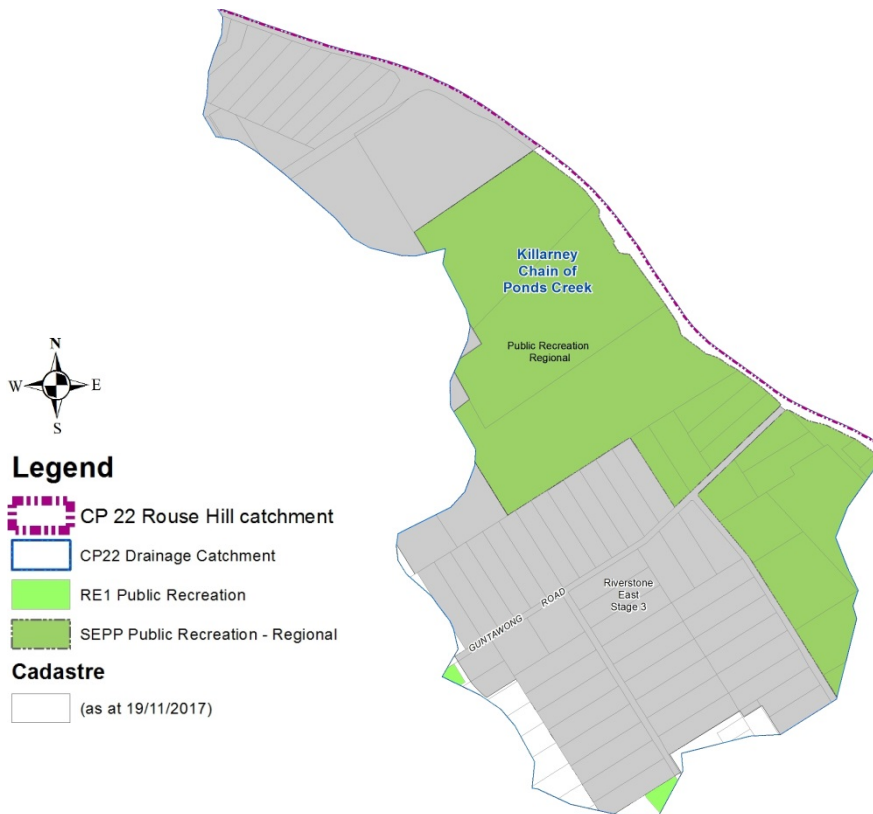 Killarney
Chain of
Ponds Creek
Public Recreation
Regional
N
W E
S
Legend
CP 22 Rouse Hill catchment
CP22 Drainage Catchment
RE1 Public Recreation
SEPP Public Recreation - Regional
Cadastre
(as at 19/11/2017)
Riverstone
East
Stage 3
GUNTAWONG ROAD